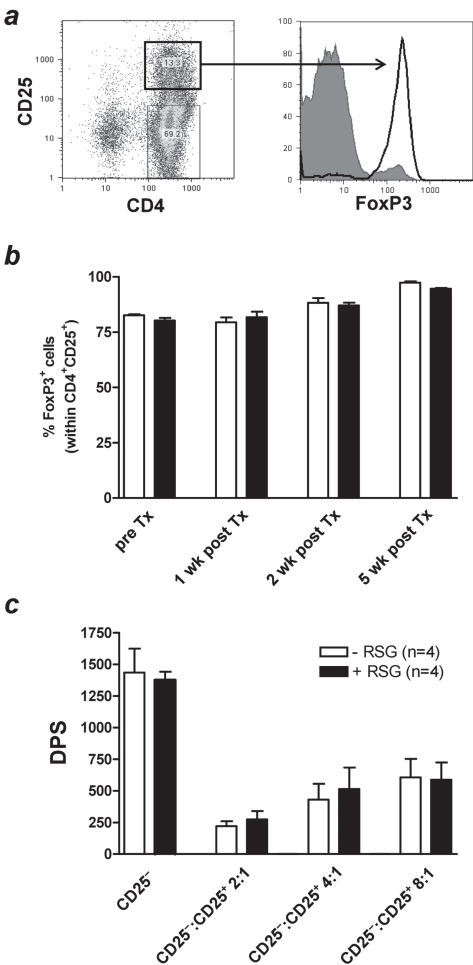 a
CD25
1000
100
10
1
13.3
69.2
1 10 100 1000
CD4
100
80
60
40
20
0
1 10 100 1000
FoxP3
b
% FoxP3+ cells
(within CD4+CD25+)
100
75
50
25
0
pre Tx
1 wk post Tx
2 wk post Tx
5 wk post Tx
c
DPS
1750
1500
1250
1000
750
500
250
0
- RSG (n=4)
+ RSG (n=4)
CD25⁻
CD25⁻:CD25⁺ 2:1
CD25⁻:CD25⁺ 4:1
CD25⁻:CD25⁺ 8:1